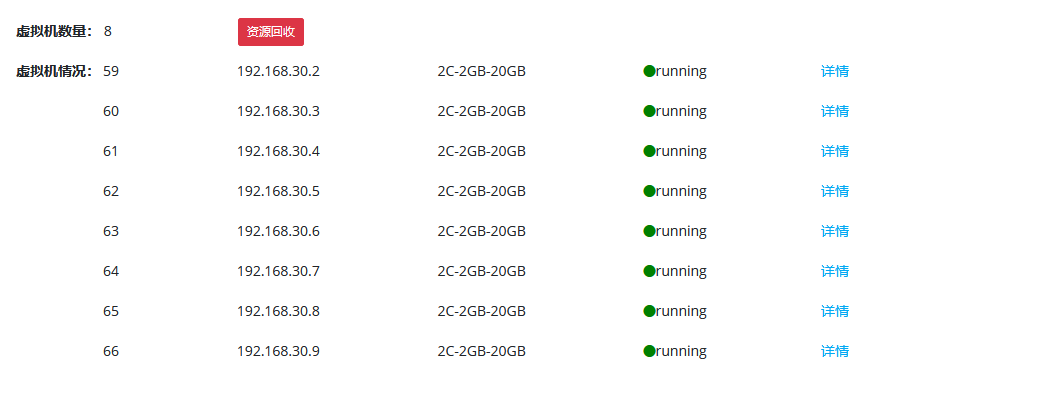 虚拟机数量： 8 资源回收
虚拟机情况： 59 192.168.30.2 2C-2GB-20GB running 详情
60 192.168.30.3 2C-2GB-20GB running 详情
61 192.168.30.4 2C-2GB-20GB running 详情
62 192.168.30.5 2C-2GB-20GB running 详情
63 192.168.30.6 2C-2GB-20GB running 详情
64 192.168.30.7 2C-2GB-20GB running 详情
65 192.168.30.8 2C-2GB-20GB running 详情
66 192.168.30.9 2C-2GB-20GB running 详情